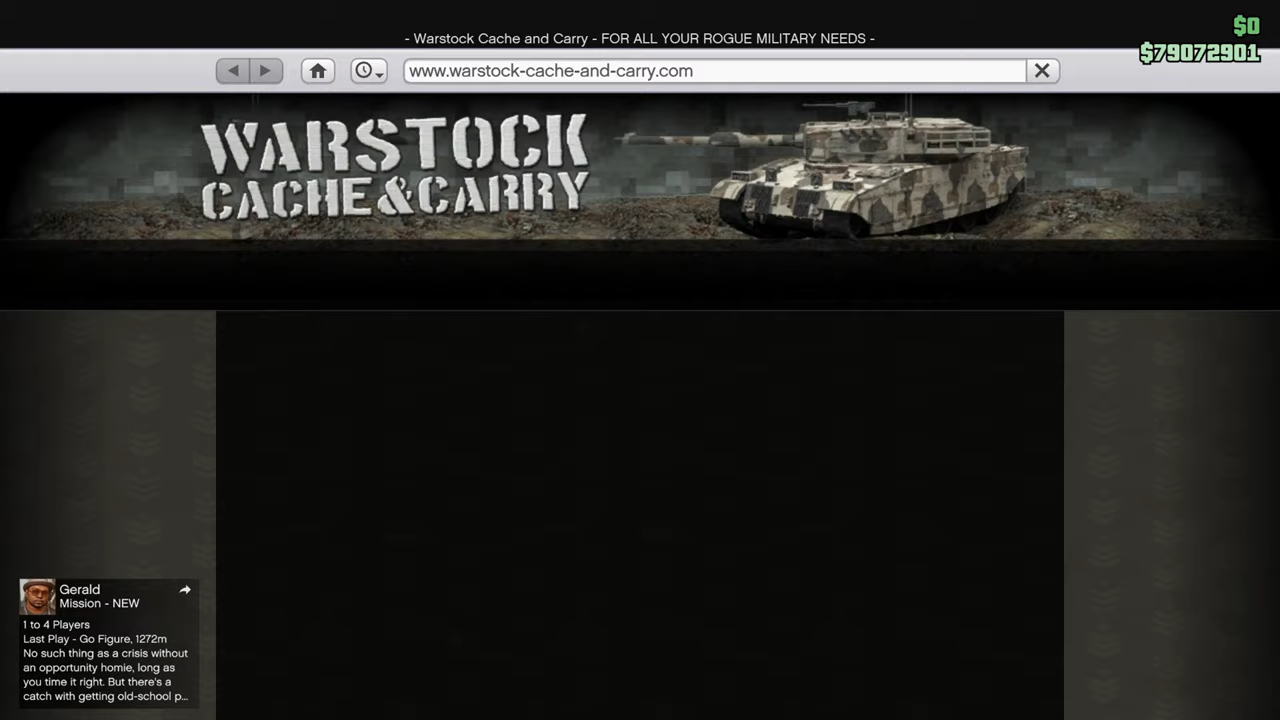 $0
- Warstock Cache and Carry - FOR ALL YOUR ROGUE MILITARY NEEDS -
$79072901
www.warstock-cache-and-carry.com
WARSTOCK
CACHE&CARRY
Gerald
Mission - NEW
1 to 4 Players
Last Play - Go Figure, 1272m
No such thing as a crisis without
an opportunity homie, long as
you time it right. But there's a
catch with getting old-school p...